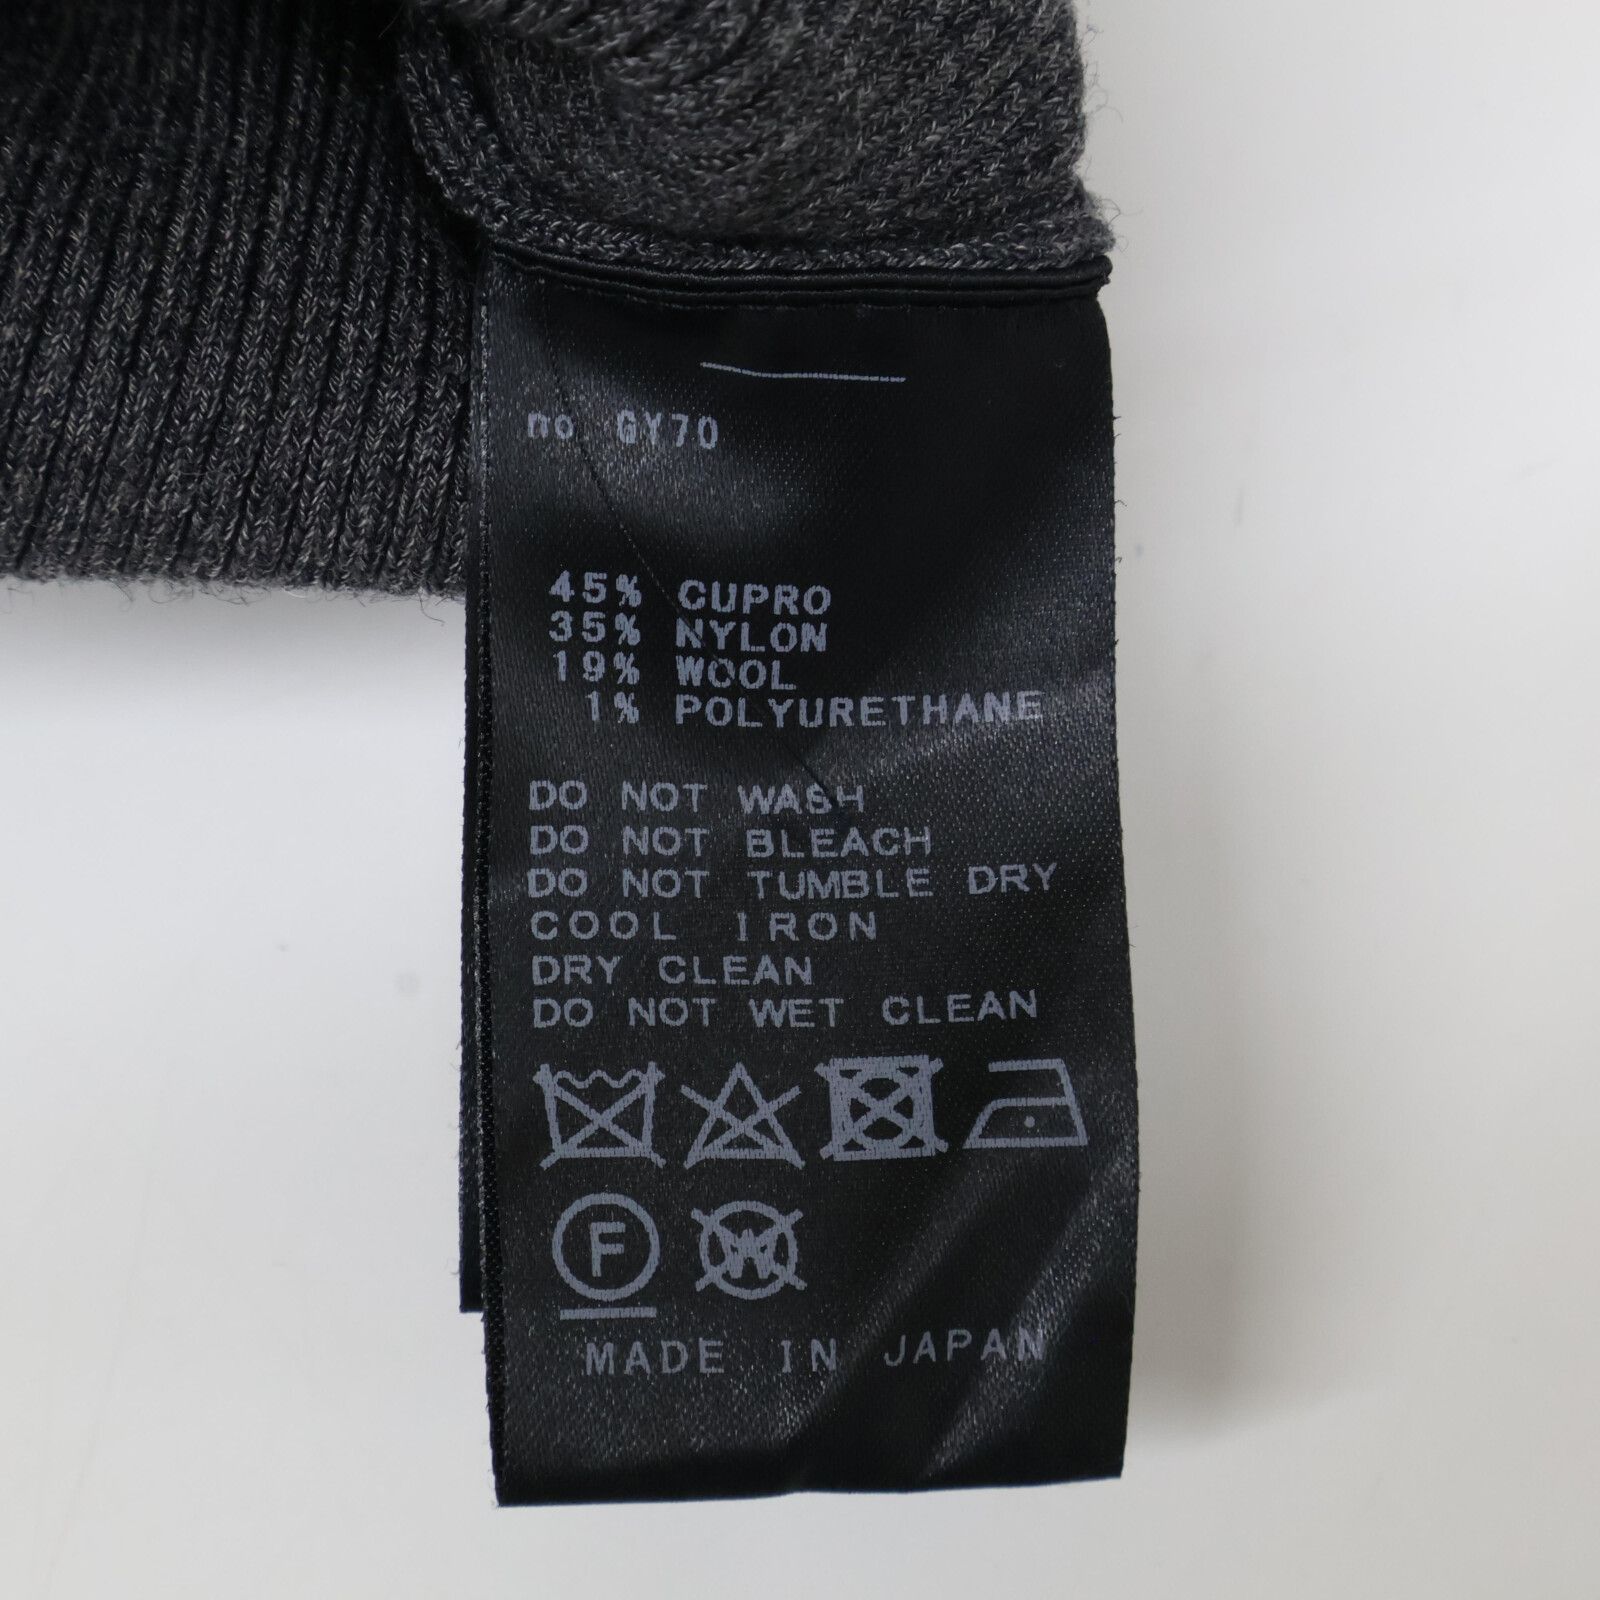 no GY70
45% CUPRO
35% NYLON
19% WOOL
1% POLYURETHANE
DO NOT WASH
DO NOT BLEACH
DO NOT TUMBLE DRY
COOL IRON
DRY CLEAN
DO NOT WET CLEAN
F W
MADE IN JAPAN